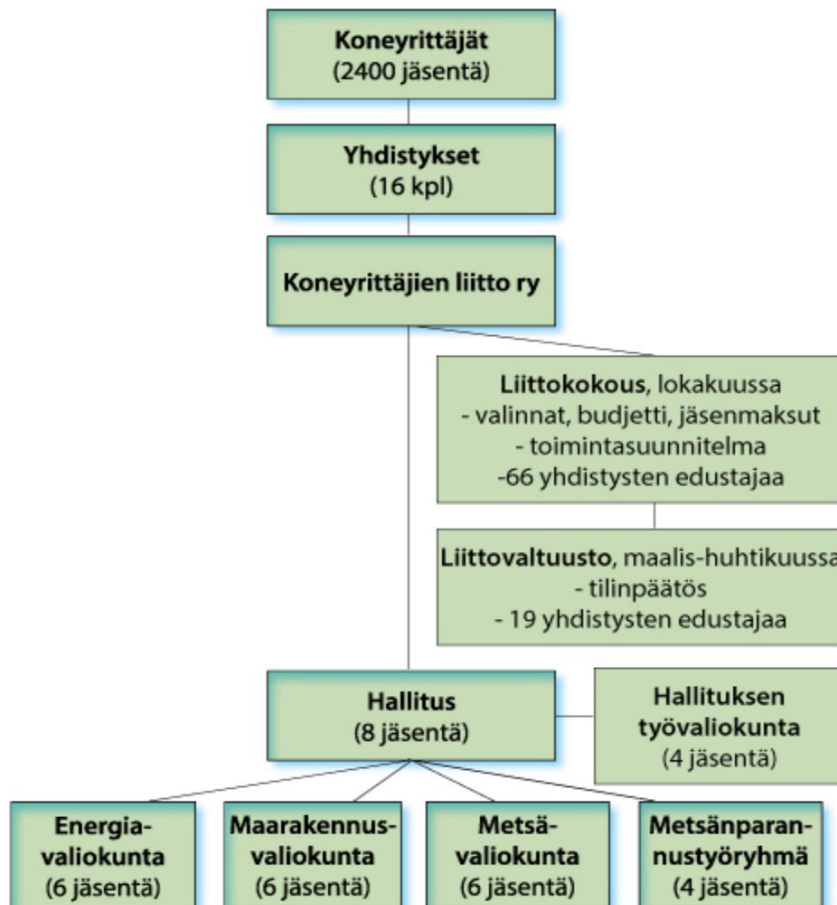 Koneyrittäjät
(2400 jäsentä)
Yhdistykset
(16 kpl)
Koneyrittäjien liitto ry
Liittokokous, lokakuussa
- valinnat, budjetti, jäsenmaksut
- toimintasuunnitelma
-66 yhdistysten edustajaa
Liittovaltuusto, maalis-huhtikuussa
- tilinpäätös
- 19 yhdistysten edustajaa
Hallitus
(8 jäsentä)
Hallituksen
työvaliokunta
(4 jäsentä)
Energia-
valiokunta
(6 jäsentä)
Maarakennus-
valiokunta
(6 jäsentä)
Metsä-
valiokunta
(6 jäsentä)
Metsänparan-
nustyöryhmä
(4 jäsentä)